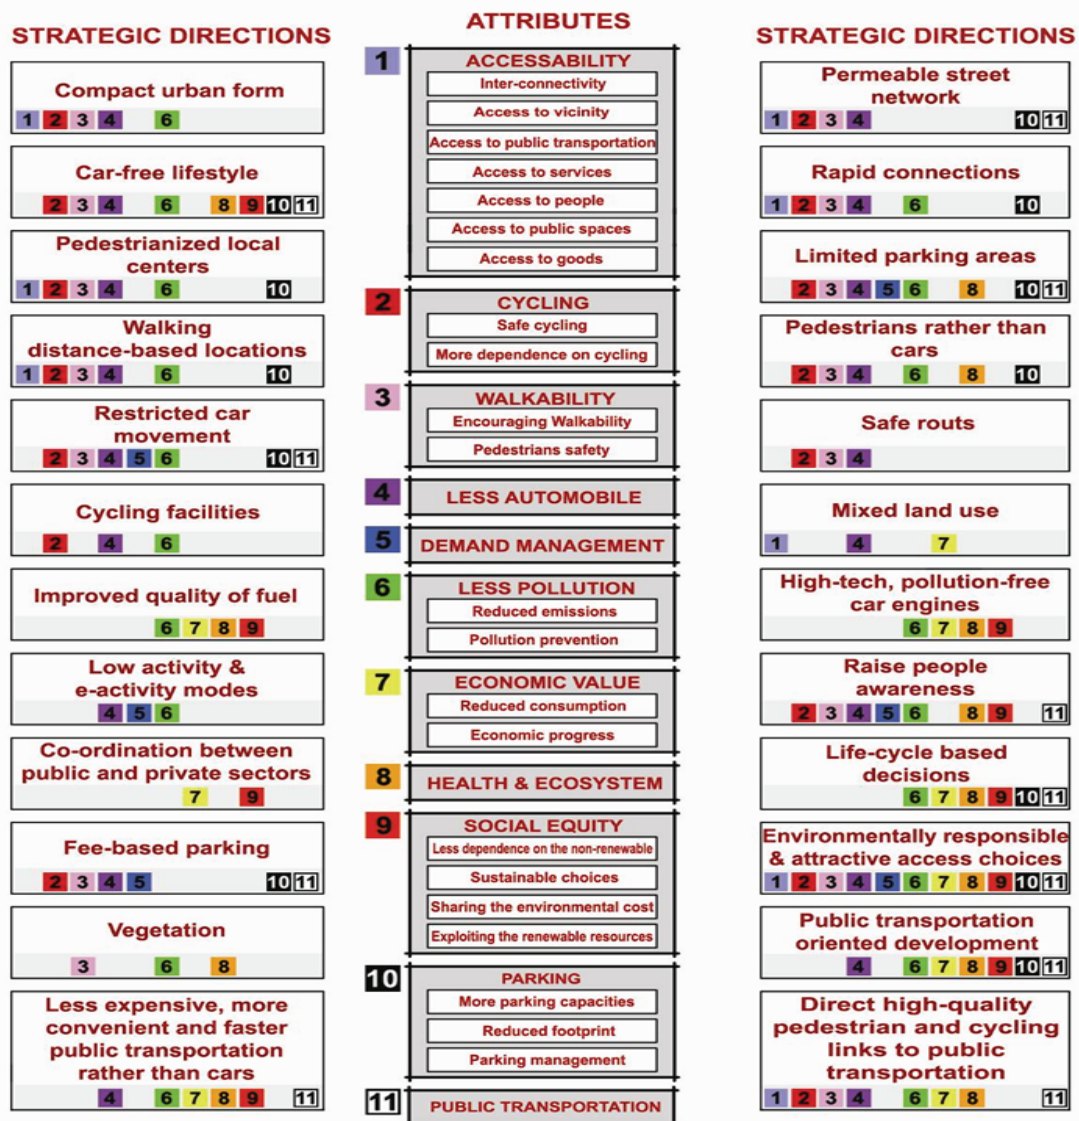 STRATEGIC DIRECTIONS
Compact urban form
1 2 3 4 6
Car-free lifestyle
2 3 4 6 8 9 10 11
Pedestrianized local
centers
1 2 3 4 6 10
Walking
distance-based locations
1 2 3 4 6 10
Restricted car
movement
2 3 4 5 6 10 11
Cycling facilities
2 4 6
Improved quality of fuel
6 7 8 9
Low activity &
e-activity modes
4 5 6
Co-ordination between
public and private sectors
7 9
Fee-based parking
2 3 4 5 10 11
Vegetation
3 6 8
Less expensive, more
convenient and faster
public transportation
rather than cars
4 6 7 8 9 11
ATTRIBUTES
1 ACCESSABILITY
Inter-connectivity
Access to vicinity
Access to public transportation
Access to services
Access to people
Access to public spaces
Access to goods
2 CYCLING
Safe cycling
More dependence on cycling
3 WALKABILITY
Encouraging Walkability
Pedestrians safety
4 LESS AUTOMOBILE
5 DEMAND MANAGEMENT
6 LESS POLLUTION
Reduced emissions
Pollution prevention
7 ECONOMIC VALUE
Reduced consumption
Economic progress
8 HEALTH & ECOSYSTEM
9 SOCIAL EQUITY
Less dependence on the non-renewable
Sustainable choices
Sharing the environmental cost
Exploiting the renewable resources
10 PARKING
More parking capacities
Reduced footprint
Parking management
11 PUBLIC TRANSPORTATION
STRATEGIC DIRECTIONS
Permeable street
network
1 2 3 4 10 11
Rapid connections
1 2 3 4 6 10
Limited parking areas
2 3 4 5 6 8 10 11
Pedestrians rather than
cars
2 3 4 6 8 10
Safe routs
2 3 4
Mixed land use
1 4 7
High-tech, pollution-free
car engines
6 7 8 9
Raise people
awareness
2 3 4 5 6 8 9 11
Life-cycle based
decisions
6 7 8 9 10 11
Environmentally responsible
& attractive access choices
1 2 3 4 5 6 7 8 9 10 11
Public transportation
oriented development
4 6 7 8 9 10 11
Direct high-quality
pedestrian and cycling
links to public
transportation
1 2 3 4 6 7 8 11